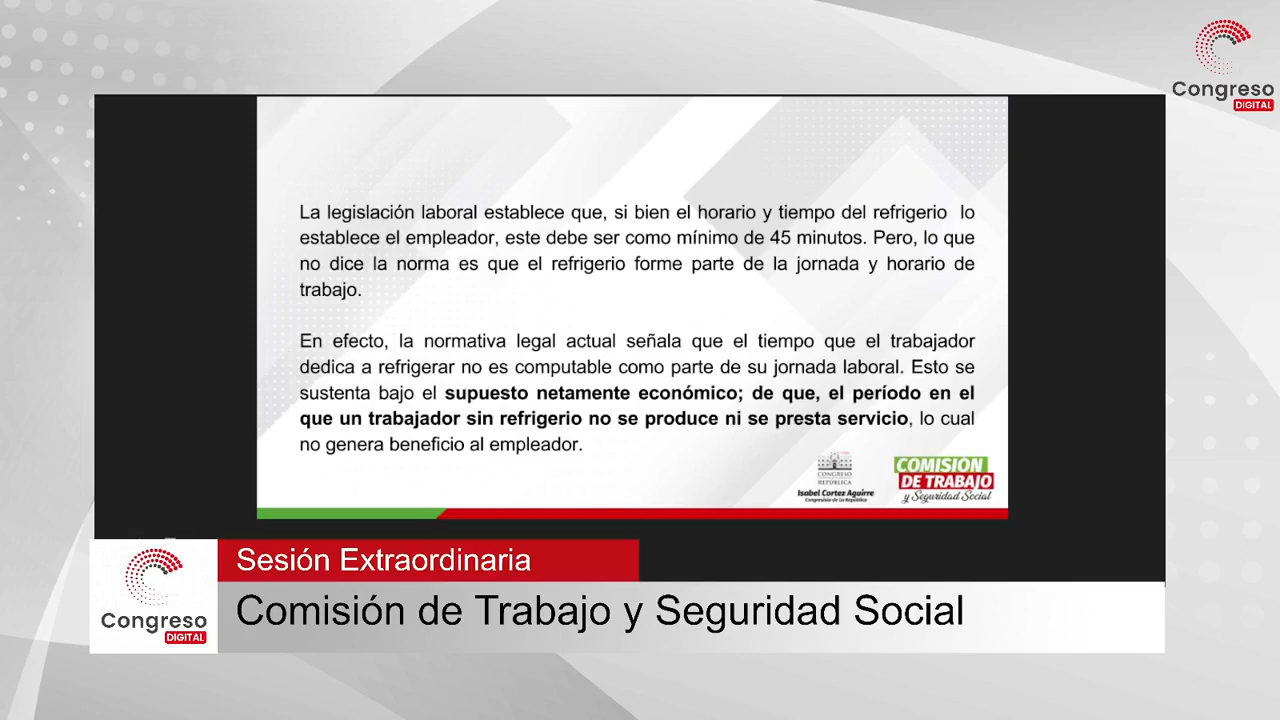 Congreso
DIGITAL
La legislación laboral establece que, si bien el horario y tiempo del refrigerio lo
establece el empleador, este debe ser como mínimo de 45 minutos. Pero, lo que
no dice la norma es que el refrigerio forme parte de la jornada y horario de
trabajo.
En efecto, la normativa legal actual señala que el tiempo que el trabajador
dedica a refrigerar no es computable como parte de su jornada laboral. Esto se
sustenta bajo el supuesto netamente económico; de que, el período en el
que un trabajador sin refrigerio no se produce ni se presta servicio, lo cual
no genera beneficio al empleador.
CONGRESO
REPÚBLICA
Isabel Cortez Aguirre
Congresista de La República
COMISIÓN
DE TRABAJO
y Seguridad Social
Congreso
DIGITAL
Sesión Extraordinaria
Comisión de Trabajo y Seguridad Social